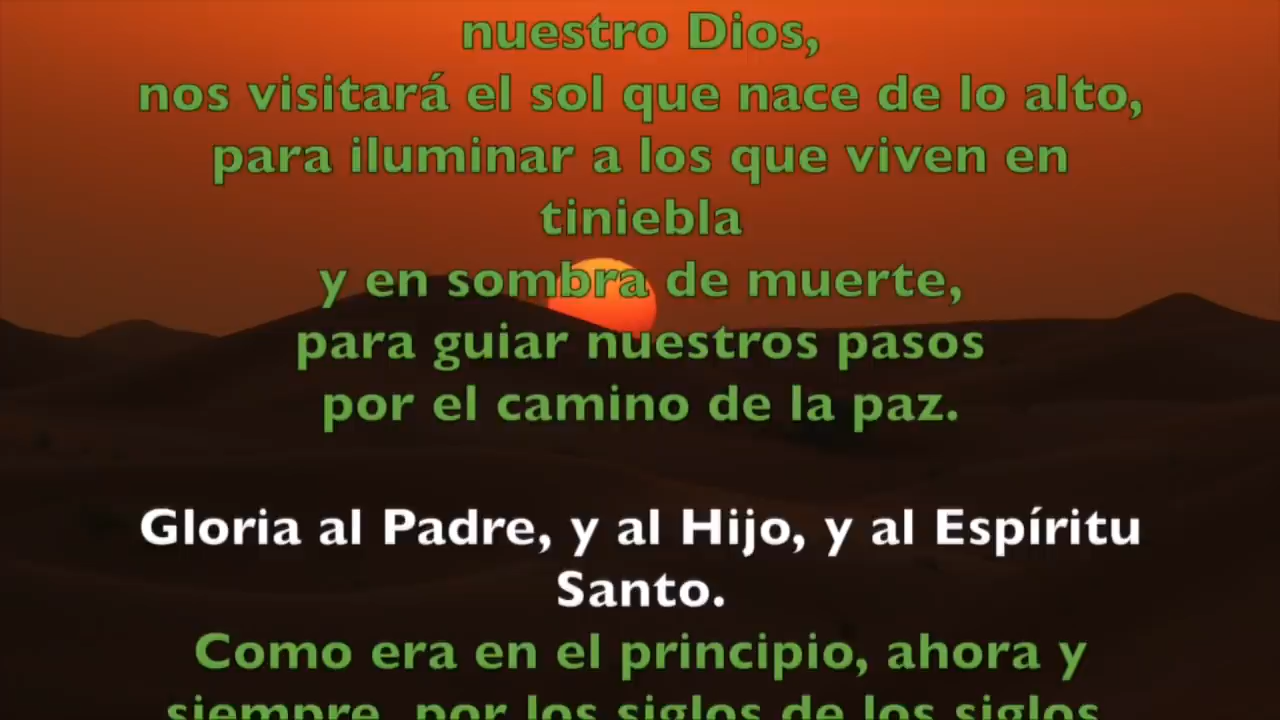 nuestro Dios,
nos visitará el sol que nace de lo alto,
para iluminar a los que viven en
tiniebla
y en sombra de muerte,
para guiar nuestros pasos
por el camino de la paz.
Gloria al Padre, y al Hijo, y al Espíritu
Santo.
Como era en el principio, ahora y
siempre, por los siglos de los siglos.